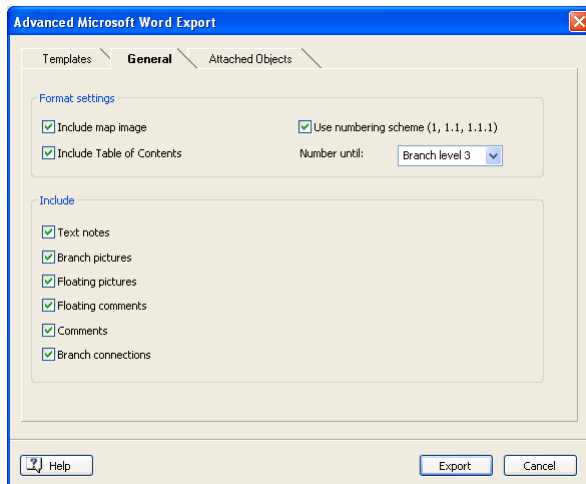 Advanced Microsoft Word Export
Templates General Attached Objects
Format settings
Include map image Use numbering scheme (1, 1.1, 1.1.1)
Include Table of Contents Number until: Branch level 3
Include
Text notes
Branch pictures
Floating pictures
Floating comments
Comments
Branch connections
Help Export Cancel